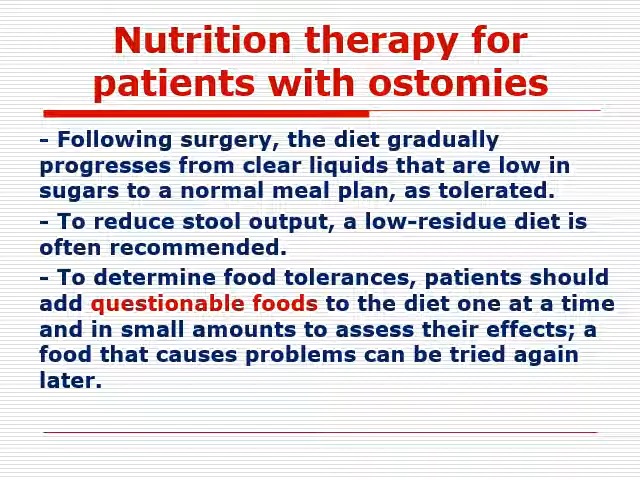 Nutrition therapy for
patients with ostomies
- Following surgery, the diet gradually
progresses from clear liquids that are low in
sugars to a normal meal plan, as tolerated.
- To reduce stool output, a low-residue diet is
often recommended.
- To determine food tolerances, patients should
add questionable foods to the diet one at a time
and in small amounts to assess their effects; a
food that causes problems can be tried again
later.